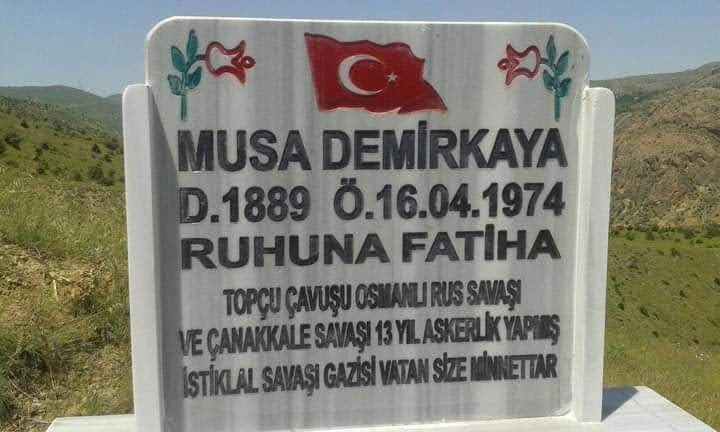 MUSA DEMİRKAYA
D.1889 Ö.16.04.1974
RUHUNA FATİHA
TOPÇU ÇAVUŞU OSMANLI RUS SAVAŞI
VE ÇANAKKALE SAVAŞI 13 YIL ASKERLİK YAPMIŞ
İSTİKLAL SAVAŞI GAZİSİ VATAN SİZE MİNNETTAR